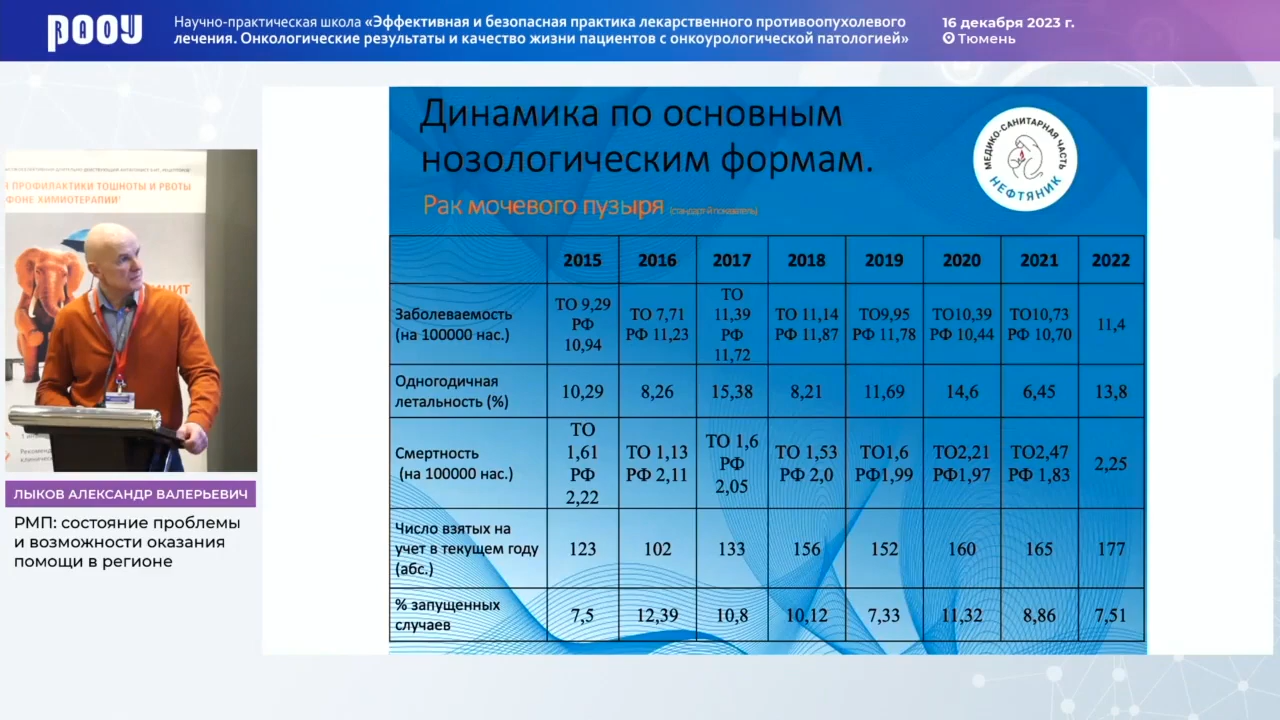 РООУ
RAOU
Научно-практическая школа «Эффективная и безопасная практика лекарственного противоопухолевого
лечения. Онкологические результаты и качество жизни пациентов с онкоурологической патологией»
16 декабря 2023 г.
Тюмень
Я ПРОФИЛАКТИКИ ТОШНОТЫ И РВОТЫ
ФОНЕ ХИМИОТЕРАПИИ
ЛЫКОВ АЛЕКСАНДР ВАЛЕРЬЕВИЧ
РМП: состояние проблемы
и возможности оказания
помощи в регионе
Динамика по основным
нозологическим формам.
Рак мочевого пузыря
МЕДИКО-САНИТАРНАЯ ЧАСТЬ
НЕФТЯНИК
2015 2016 2017 2018 2019 2020 2021 2022
Заболеваемость
(на 100000 нас.)
ТО 9,29
РФ
10,94
ТО 7,71
РФ 11,23
ТО
11,39
РФ
11,72
ТО 11,14
РФ 11,87
ТО9,95
РФ 11,78
ТО10,39
РФ 10,44
ТО10,73
РФ 10,70
11,4
Одногодичная
летальность (%)
10,29 8,26 15,38 8,21 11,69 14,6 6,45 13,8
Смертность
(на 100000 нас.)
ТО
1,61
РФ
2,22
ТО 1,13
РФ 2,11
ТО 1,6
РФ
2,05
ТО 1,53
РФ 2,0
ТО1,6
РФ1,99
ТО2,21
РФ1,97
ТО2,47
РФ 1,83
2,25
Число взятых на
учет в текущем году
(абс.)
123 102 133 156 152 160 165 177
% запущенных
случаев
7,5 12,39 10,8 10,12 7,33 11,32 8,86 7,51